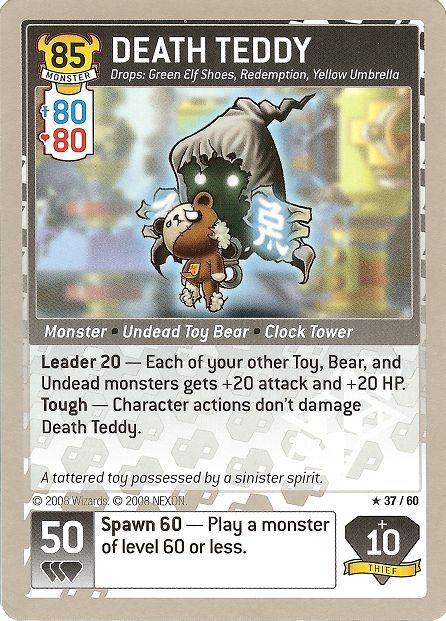 85
MONSTER
DEATH TEDDY
Drops: Green Elf Shoes, Redemption, Yellow Umbrella
80
80
Monster • Undead Toy Bear • Clock Tower
Leader 20 — Each of your other Toy, Bear, and
Undead monsters gets +20 attack and +20 HP.
Tough — Character actions don't damage
Death Teddy.
A tattered toy possessed by a sinister spirit.
© 2008 Wizards. © 2008 NEXON.
★ 37 / 60
50
Spawn 60 — Play a monster
of level 60 or less.
+
10
THIEF